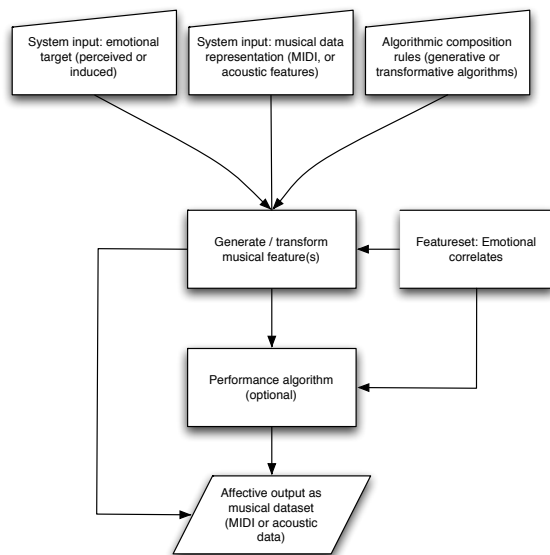 System input: emotional
target (perceived or
induced)
System input: musical data
representation (MIDI, or
acoustic features)
Algorithmic composition
rules (generative or
transformative algorithms)
Generate / transform
musical feature(s)
Featureset: Emotional
correlates
Performance algorithm
(optional)
Affective output as
musical dataset
(MIDI or acoustic
data)